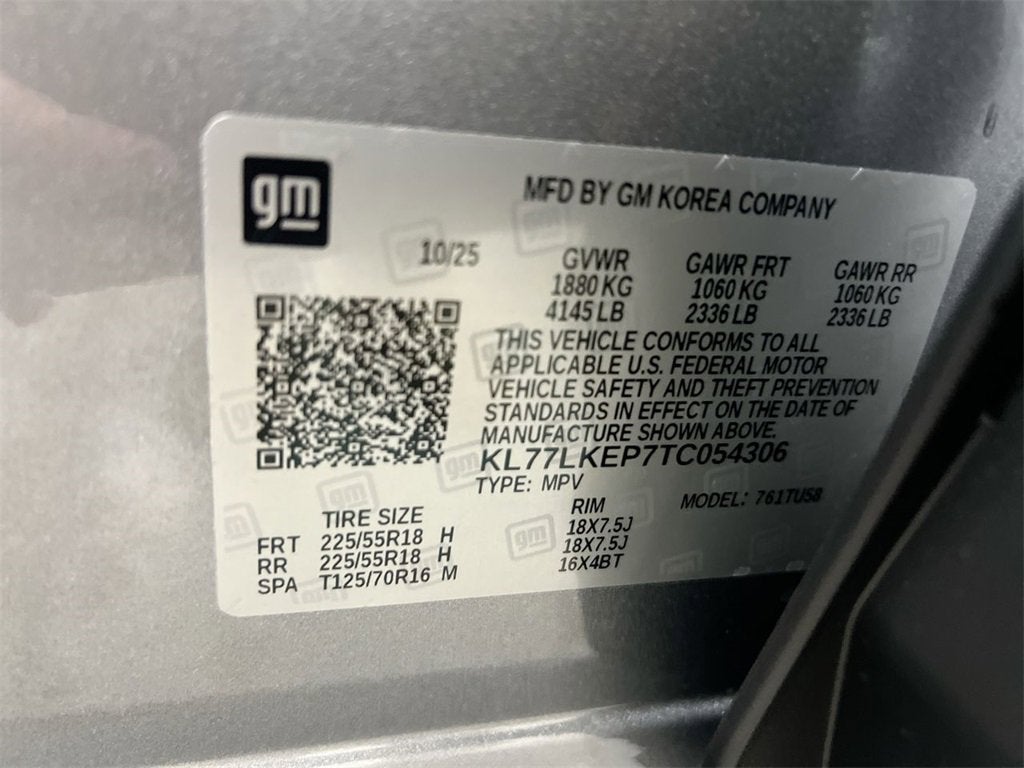 gm
MFD BY GM KOREA COMPANY
10/25
GVWR GAWR FRT GAWR RR
1880 KG 1060 KG 1060 KG
4145 LB 2336 LB 2336 LB
THIS VEHICLE CONFORMS TO ALL
APPLICABLE U.S. FEDERAL MOTOR
VEHICLE SAFETY AND THEFT PREVENTION
STANDARDS IN EFFECT ON THE DATE OF
MANUFACTURE SHOWN ABOVE.
KL77LKEP7TC054306
TYPE: MPV MODEL: 761TU58
TIRE SIZE RIM
FRT 225/55R18 H 18X7.5J
RR 225/55R18 H 18X7.5J
SPA T125/70R16 M 16X4BT